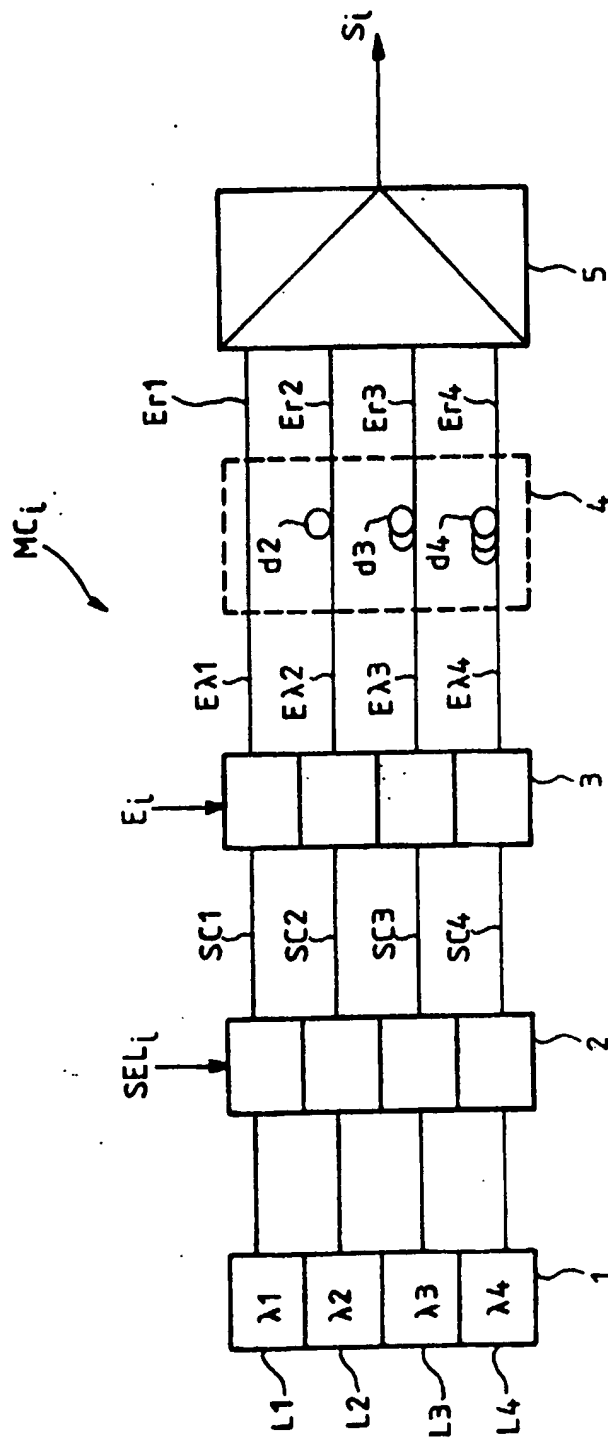 MCi
SELi
Ei
Si
L1
L2
L3
L4
λ1
λ2
λ3
λ4
1
2
SC1
SC2
SC3
SC4
3
Eλ1
Eλ2
Eλ3
Eλ4
d2
d3
d4
4
Er1
Er2
Er3
Er4
5